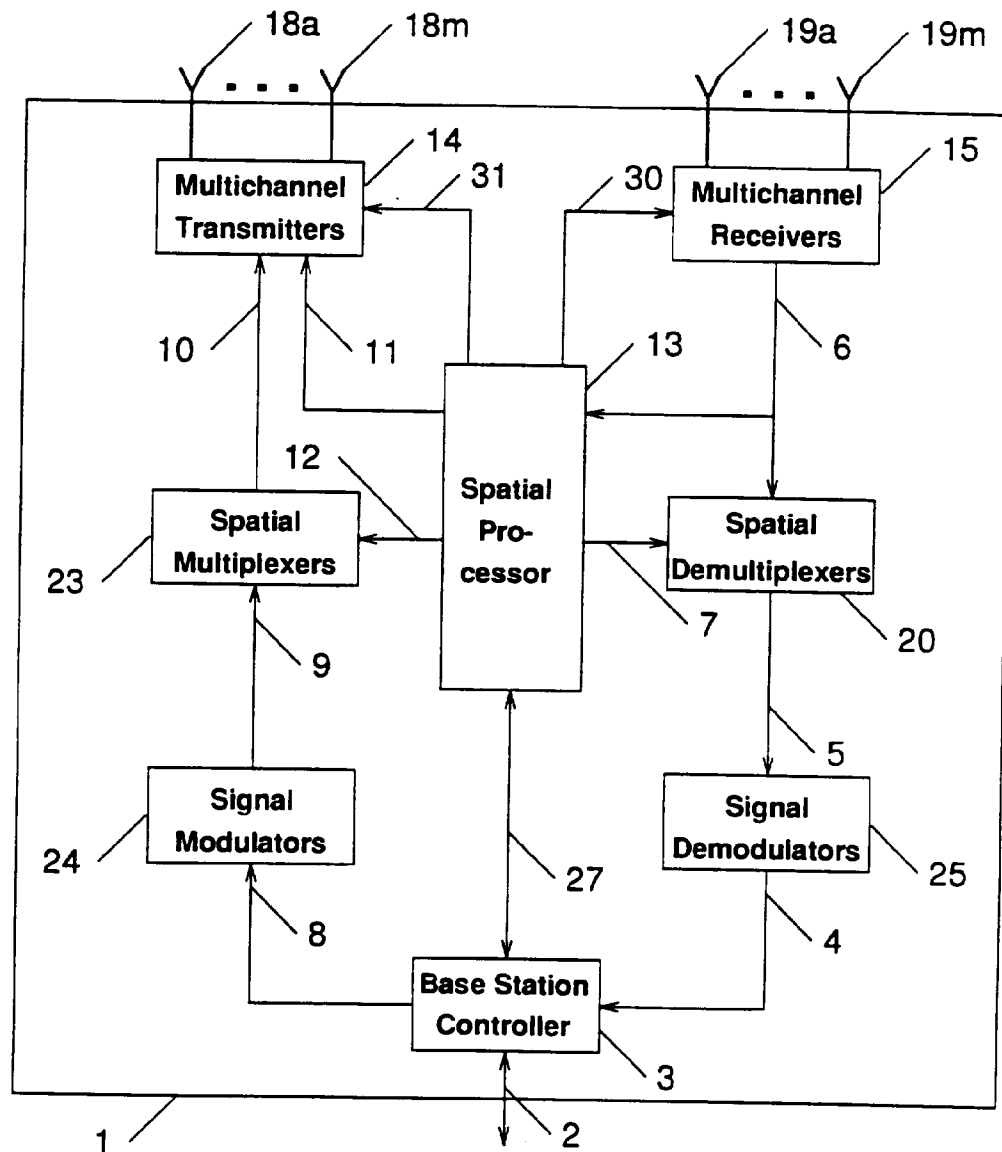 18a
18m
19a
19m
14
31
30
15
Multichannel
Transmitters
Multichannel
Receivers
10
11
13
6
12
Spatial
Pro-
cessor
Spatial
Multiplexers
Spatial
Demultiplexers
23
7
20
9
5
Signal
Modulators
Signal
Demodulators
24
8
27
4
25
Base Station
Controller
3
1
2